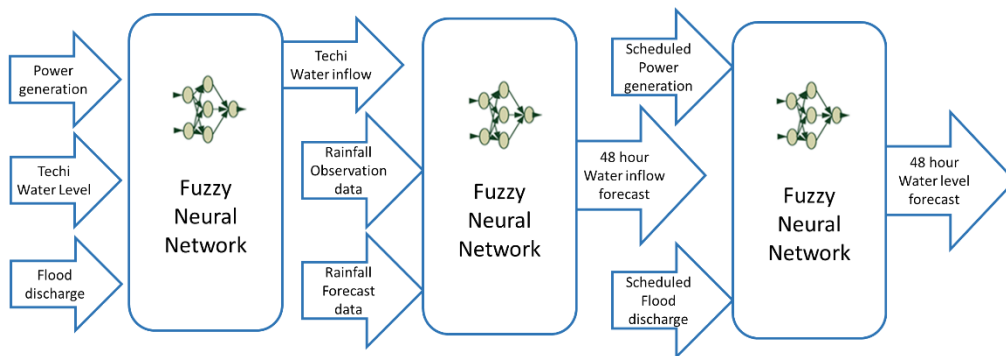 Power
generation
Techi
Water Level
Flood
discharge
Fuzzy
Neural
Network
Techi
Water inflow
Rainfall
Observation
data
Rainfall
Forecast
data
Fuzzy
Neural
Network
48 hour
Water inflow
forecast
Scheduled
Power
generation
Scheduled
Flood
discharge
Fuzzy
Neural
Network
48 hour
Water level
forecast